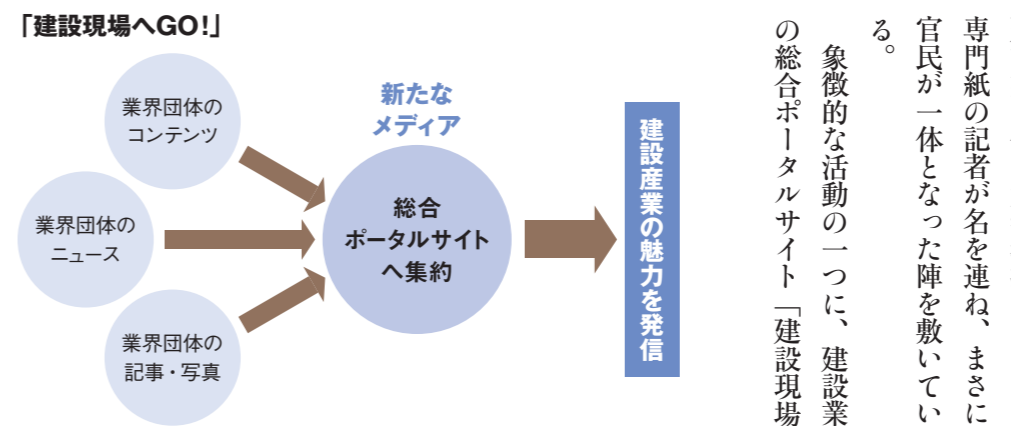 「建設現場へGO！」
業界団体の
コンテンツ
業界団体の
ニュース
業界団体の
記事・写真
新たな
メディア
総合
ポータルサイト
へ集約
建設産業の魅力を発信
専門紙の記者が名を連ね、まさに
官民が一体となった陣を敷いてい
る。
象徴的な活動の一つに、建設業
の総合ポータルサイト「建設現場